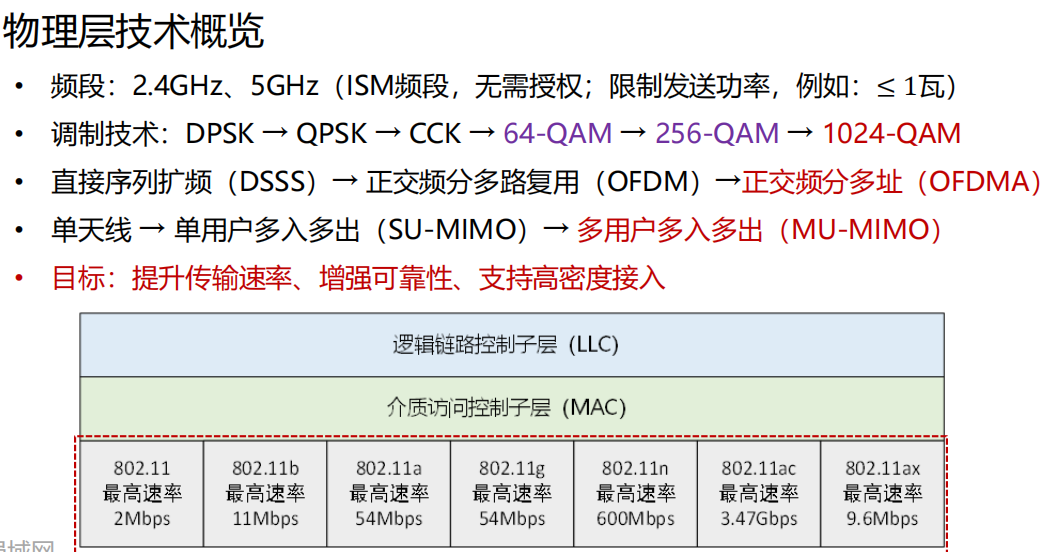 物理层技术概览
• 频段：2.4GHz、5GHz（ISM频段，无需授权；限制发送功率，例如：≤ 1瓦）
• 调制技术：DPSK → QPSK → CCK → 64-QAM → 256-QAM → 1024-QAM
• 直接序列扩频（DSSS）→ 正交频分多路复用（OFDM）→正交频分多址（OFDMA）
• 单天线 → 单用户多入多出（SU-MIMO）→ 多用户多入多出（MU-MIMO）
• 目标：提升传输速率、增强可靠性、支持高密度接入
逻辑链路控制子层（LLC）
介质访问控制子层（MAC）
802.11
最高速率
2Mbps
802.11b
最高速率
11Mbps
802.11a
最高速率
54Mbps
802.11g
最高速率
54Mbps
802.11n
最高速率
600Mbps
802.11ac
最高速率
3.47Gbps
802.11ax
最高速率
9.6Mbps
域网